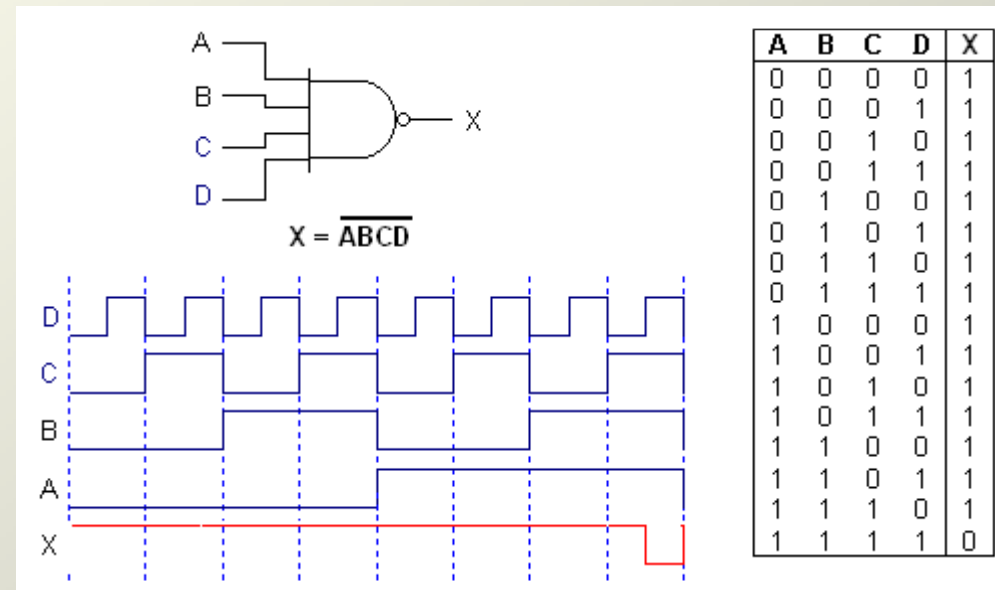 A
B
C
D
X
X = A̅B̅C̅D̅
D
C
B
A
X
A B C D X
0 0 0 0 1
0 0 0 1 1
0 0 1 0 1
0 0 1 1 1
0 1 0 0 1
0 1 0 1 1
0 1 1 0 1
0 1 1 1 1
1 0 0 0 1
1 0 0 1 1
1 0 1 0 1
1 0 1 1 1
1 1 0 0 1
1 1 0 1 1
1 1 1 0 1
1 1 1 1 0